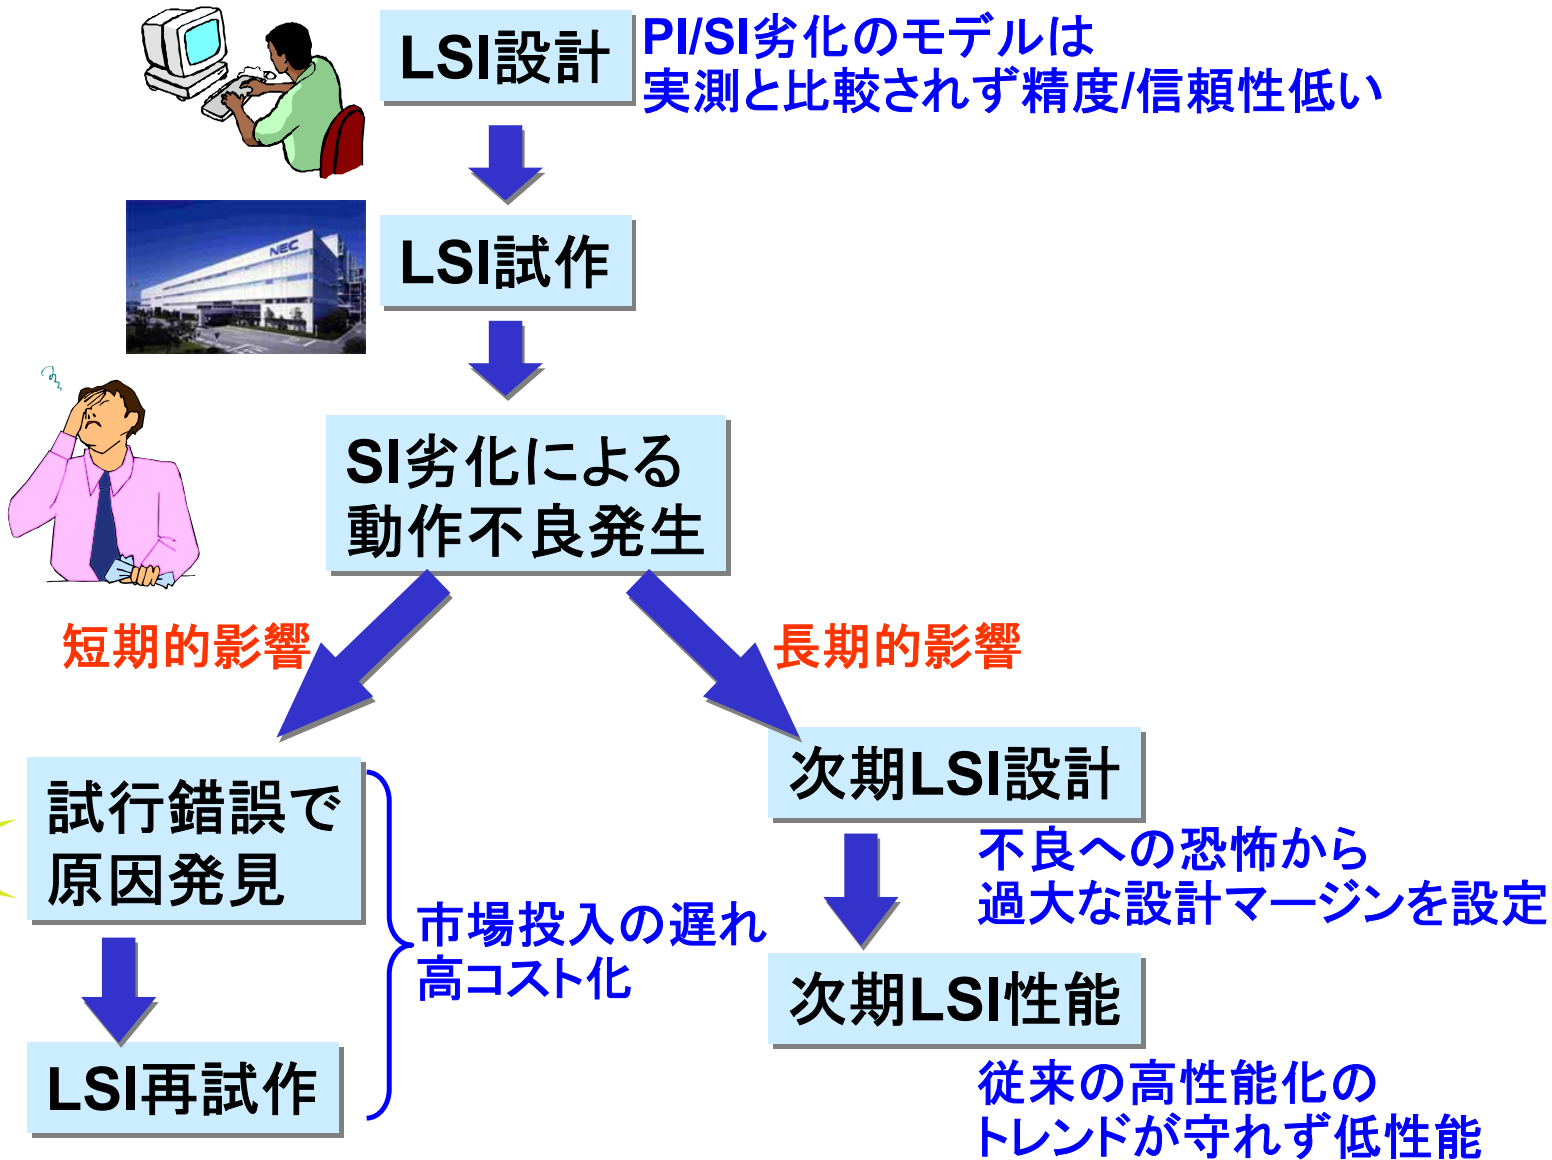 LSI設計
PI/SI劣化のモデルは
実測と比較されず精度/信頼性低い
NEC
LSI試作
SI劣化による
動作不良発生
短期的影響
長期的影響
試行錯誤で
原因発見
LSI再試作
市場投入の遅れ
高コスト化
次期LSI設計
不良への恐怖から
過大な設計マージンを設定
次期LSI性能
従来の高性能化の
トレンドが守れず低性能